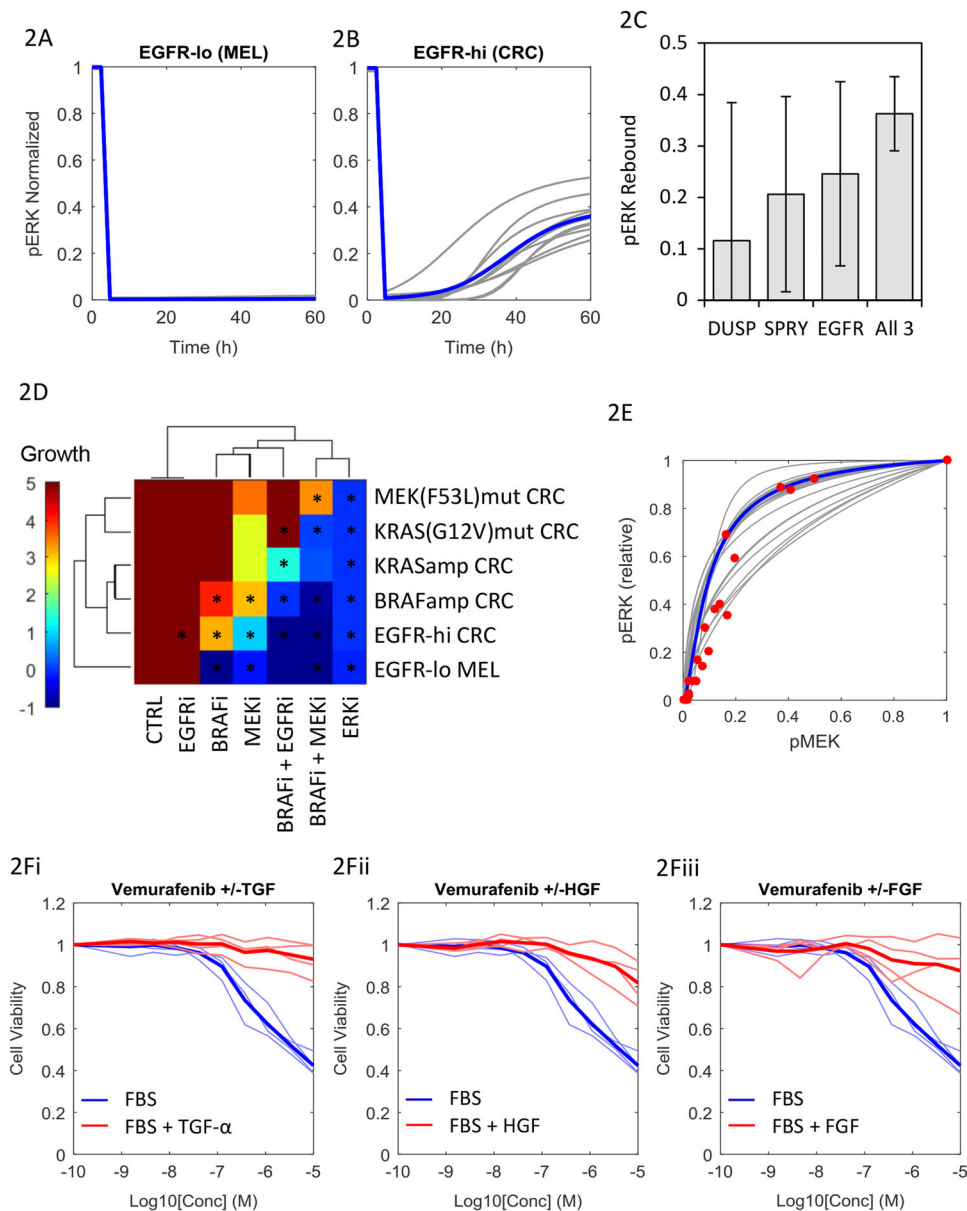 2A
EGFR-lo (MEL)
1
0.8
0.6
0.4
0.2
0
pERK Normalized
0 20 40 60
Time (h)
2B
EGFR-hi (CRC)
1
0.8
0.6
0.4
0.2
0
0 20 40 60
Time (h)
2C
0.5
0.4
0.3
0.2
0.1
0
pERK Rebound
DUSP SPRY EGFR All 3
2D
Growth
5
4
3
2
1
0
-1
* * MEK(F53L)mut CRC
* * * KRAS(G12V)mut CRC
* * KRASamp CRC
* * * * * BRAFamp CRC
* * * * * * EGFR-hi CRC
* * * * EGFR-lo MEL
CTRL
EGFRi
BRAFi
MEKi
BRAFi + EGFRi
BRAFi + MEKi
ERKi
2E
1
0.8
0.6
0.4
0.2
0
pERK (relative)
0 0.2 0.4 0.6 0.8 1
pMEK
2Fi
Vemurafenib +/-TGF
1.2
1
0.8
0.6
0.4
0.2
0
Cell Viability
FBS
FBS + TGF-α
-10 -9 -8 -7 -6 -5
Log10[Conc] (M)
2Fii
Vemurafenib +/-HGF
1.2
1
0.8
0.6
0.4
0.2
0
Cell Viability
FBS
FBS + HGF
-10 -9 -8 -7 -6 -5
Log10[Conc] (M)
2Fiii
Vemurafenib +/-FGF
1.2
1
0.8
0.6
0.4
0.2
0
Cell Viability
FBS
FBS + FGF
-10 -9 -8 -7 -6 -5
Log10[Conc] (M)